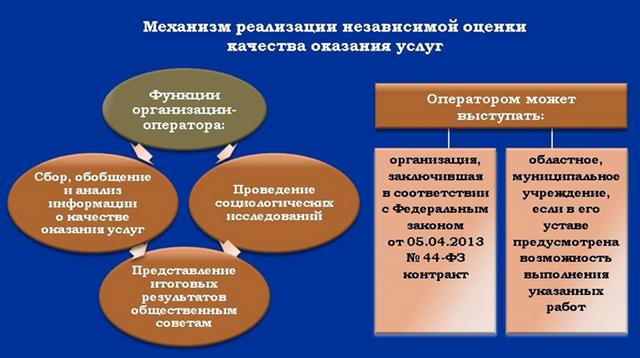 Механизм реализации независимой оценки
качества оказания услуг
Функции
организации-
оператора:
Сбор, обобщение
и анализ
информации
о качестве
оказания услуг
Проведение
социологических
исследований
Представление
итоговых
результатов
общественным
советам
Оператором может
выступать:
организация,
заключившая
в соответствии
с Федеральным
законом
от 05.04.2013
№ 44-ФЗ
контракт
областное,
муниципальное
учреждение,
если в его
уставе
предусмотрена
возможность
выполнения
указанных
работ